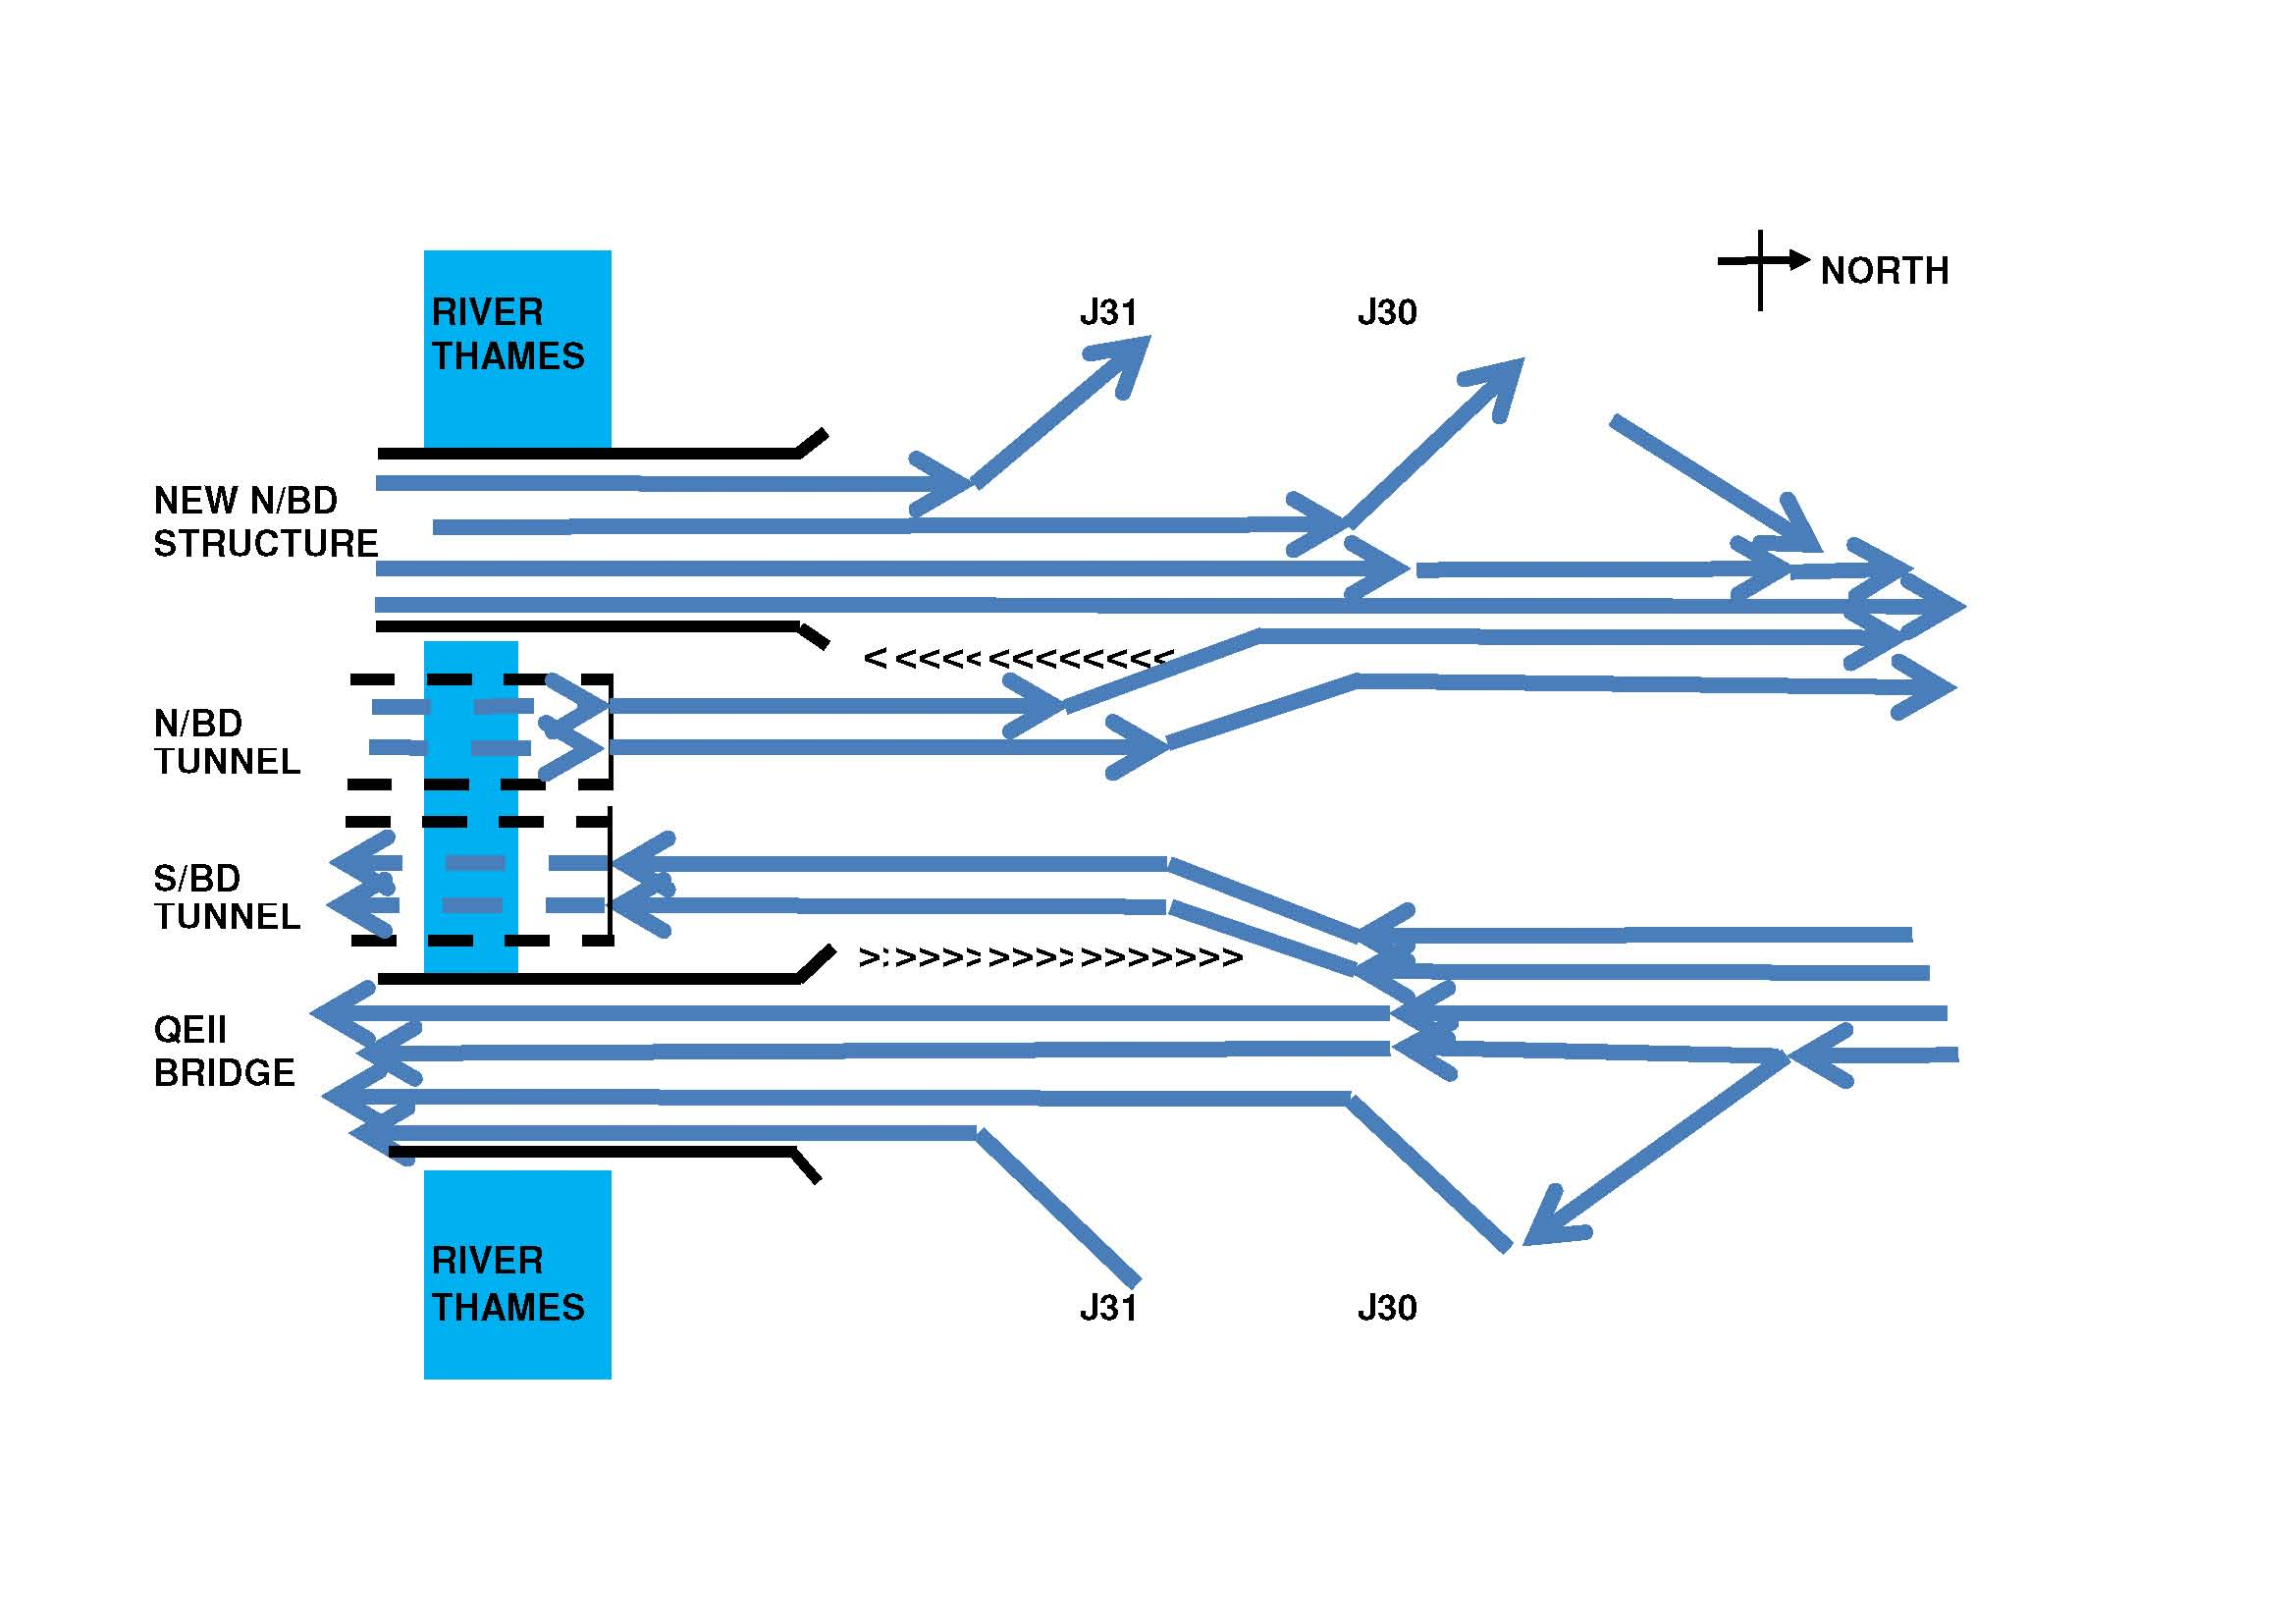 NORTH
RIVER
THAMES
J31
J30
NEW N/BD
STRUCTURE
< <<<< <<<<<<<<
N/BD
TUNNEL
S/BD
TUNNEL
>: >>>> >>>> >>>>>>>
QEII
BRIDGE
RIVER
THAMES
J31
J30